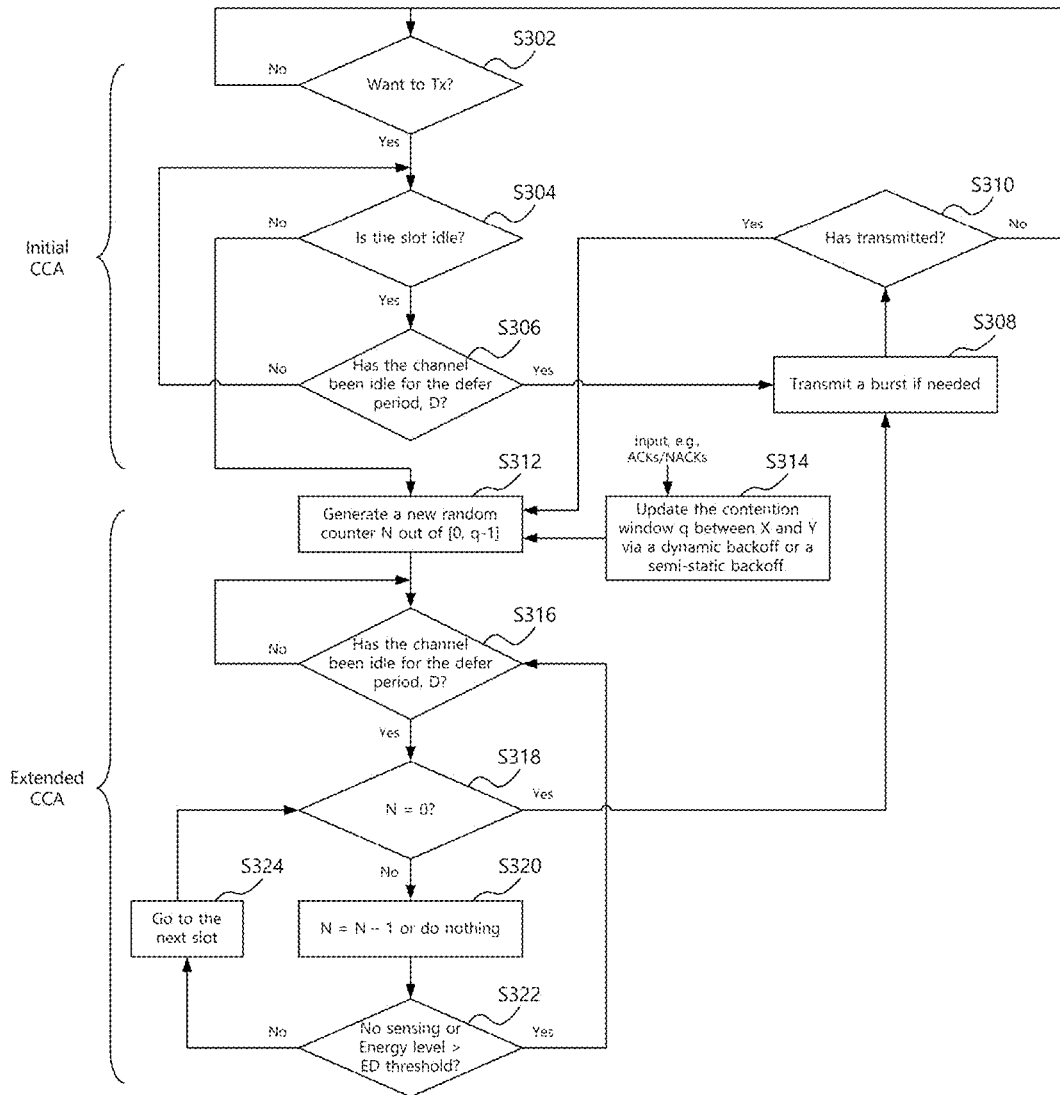 S302
No
Want to Tx?
Yes
S304
No
Is the slot idle?
Yes
S310
Yes
Has transmitted?
No
Initial
CCA
S306
No
Has the channel
been idle for the defer
period, D?
Yes
S308
Transmit a burst if needed
S312
Generate a new random
counter N out of [0, q-1]
input, e.g.,
ACKs/NACKs
S314
Update the contention
window q between X and Y
via a dynamic backoff or a
semi-static backoff
S316
No
Has the channel
been idle for the defer
period, D?
Yes
Extended
CCA
S318
N = 0?
Yes
No
S324
Go to the
next slot
S320
N = N - 1 or do nothing
S322
No
No sensing or
Energy level >
ED threshold?
Yes